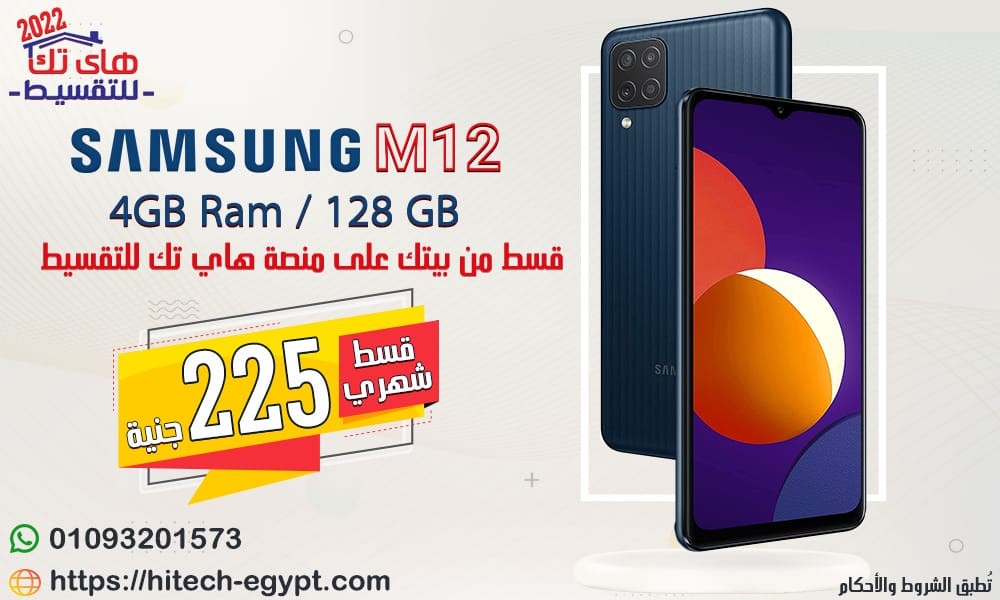 2022
هاى تك
-للتقسيط-
SAMSUNG M12
4GB Ram / 128 GB
قسط من بيتك على منصة هاي تك للتقسيط
قسط
شهري
225
جنية
SAM
01093201573
https://hitech-egypt.com
تُطبق الشروط والأحكام